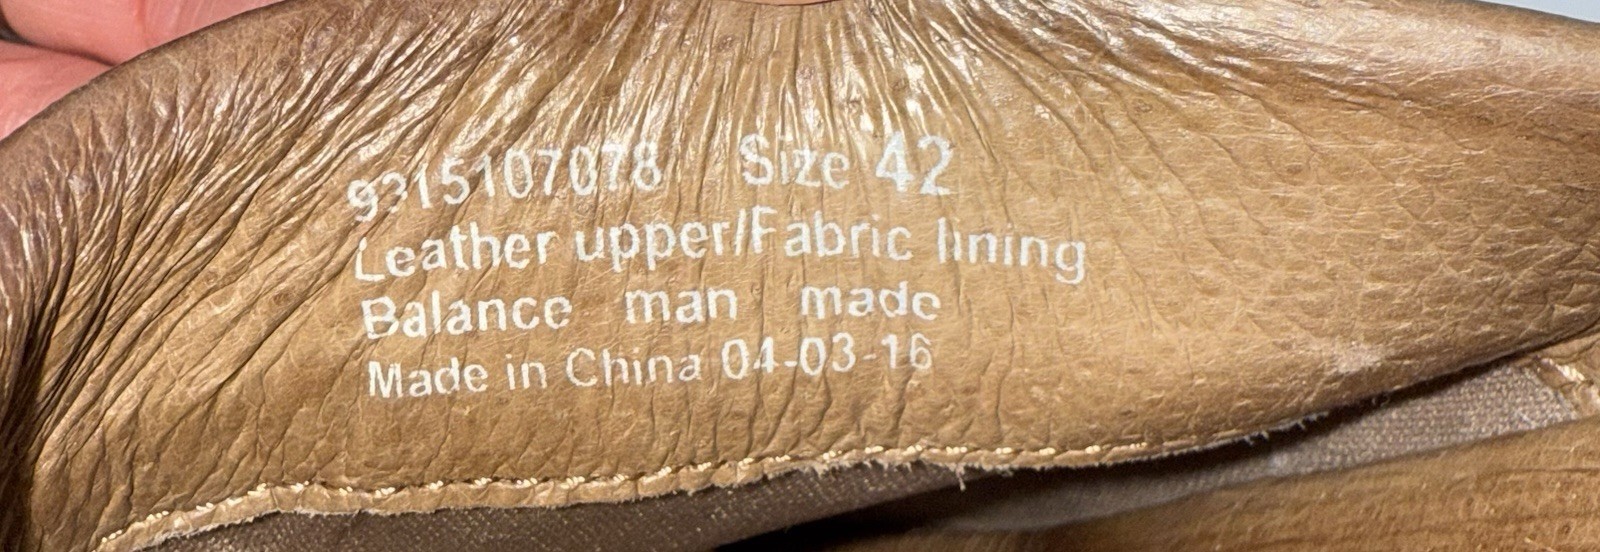 9315107078 Size 42
Leather upper/Fabric lining
Balance man made
Made in China 04-03-16